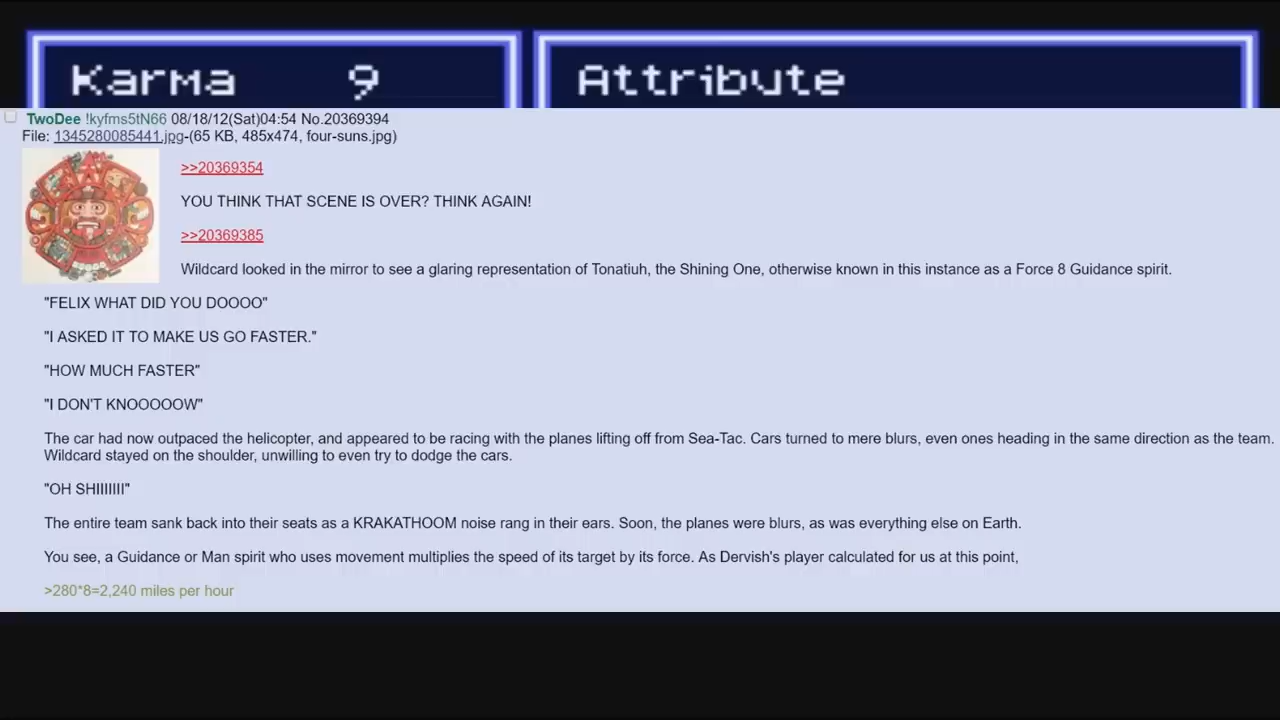 Karma 9 Attribute
TwoDee !kyfms5tN66 08/18/12(Sat)04:54 No.20369394
File: 1345280085441.jpg-(65 KB, 485x474, four-suns.jpg)
>>20369354
YOU THINK THAT SCENE IS OVER? THINK AGAIN!
>>20369385
Wildcard looked in the mirror to see a glaring representation of Tonatiuh, the Shining One, otherwise known in this instance as a Force 8 Guidance spirit.
"FELIX WHAT DID YOU DOOOO"
"I ASKED IT TO MAKE US GO FASTER."
"HOW MUCH FASTER"
"I DON'T KNOOOOOW"
The car had now outpaced the helicopter, and appeared to be racing with the planes lifting off from Sea-Tac. Cars turned to mere blurs, even ones heading in the same direction as the team.
Wildcard stayed on the shoulder, unwilling to even try to dodge the cars.
"OH SHIIIIIII"
The entire team sank back into their seats as a KRAKATHOOM noise rang in their ears. Soon, the planes were blurs, as was everything else on Earth.
You see, a Guidance or Man spirit who uses movement multiplies the speed of its target by its force. As Dervish's player calculated for us at this point,
>280*8=2,240 miles per hour